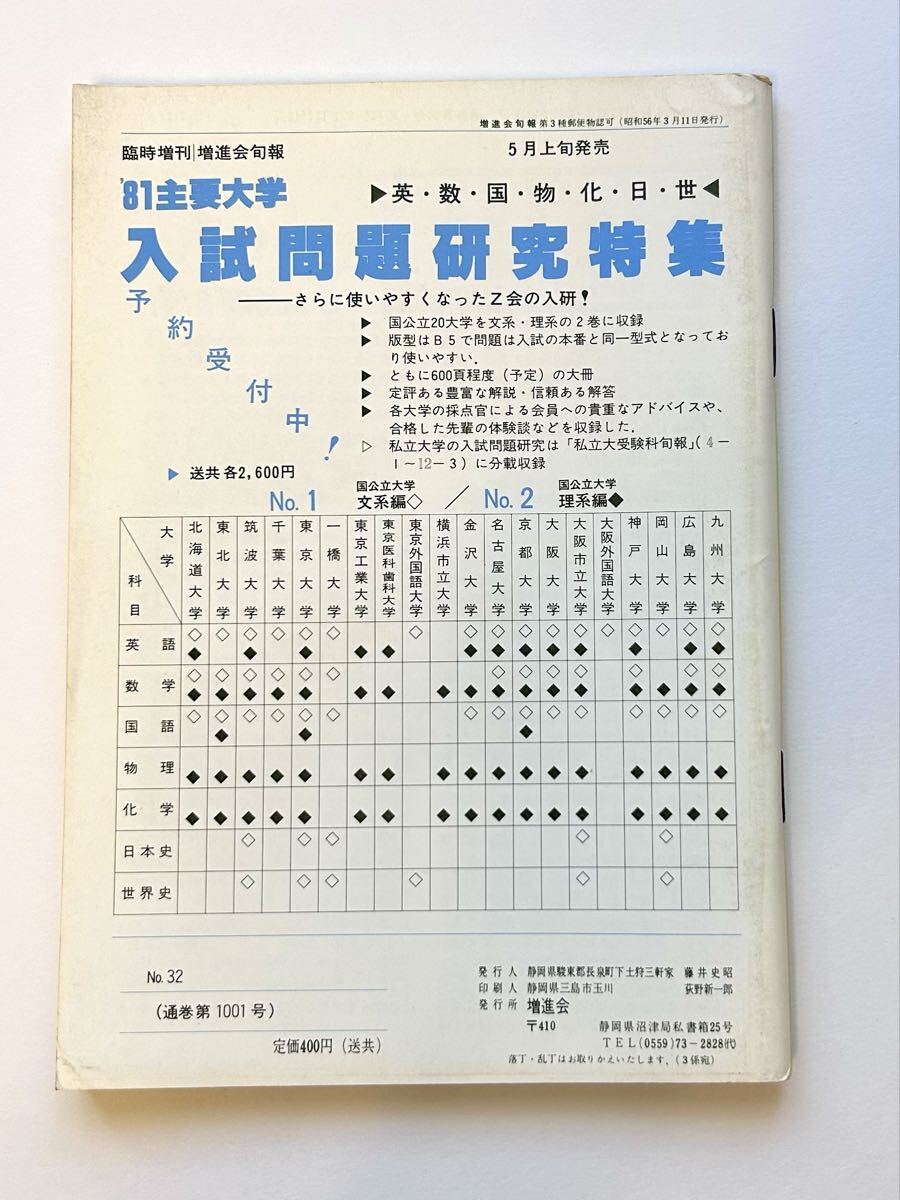 増進会旬報 第3種郵便物認可 (昭和56年3月11日発行)
臨時増刊|増進会旬報 5月上旬発売
'81主要大学 ▶英・数・国・物・化・日・世◀
入試問題研究特集
——さらに使いやすくなったZ会の入研!
予約受付中!
▶ 国公立20大学を文系・理系の2巻に収録
▶ 版型はB5で問題は入試の本番と同一型式となってお
り使いやすい.
▶ ともに600頁程度(予定)の大冊
▶ 定評ある豊富な解説・信頼ある解答
▶ 各大学の採点官による会員への貴重なアドバイスや、
合格した先輩の体験談などを収録した.
▷ 私立大学の入試問題研究は「私立大受験科旬報」(4-
1~12-3)に分載収録
▶ 送共 各2,600円
No.1 国公立大学 文系編◇ / No.2 国公立大学 理系編◆
大学 科目 北海道大学 東北大学 筑波大学 千葉大学 東京大学 一橋大学 東京工業大学 東京医科歯科大学 東京外国語大学 横浜市立大学 金沢大学 名古屋大学 京都大学 大阪大学 大阪市立大学 大阪外国語大学 神戸大学 岡山大学 広島大学 九州大学
英語 ◇◆ ◇ ◇◆ ◇ ◇◆ ◇ ◆ ◆ ◇ ◇◆ ◇◆ ◇◆ ◇◆ ◇◆ ◇ ◇◆ ◇ ◇◆ ◇◆
数学 ◇◆ ◇◆ ◇◆ ◇◆ ◇◆ ◇ ◆ ◆ ◆ ◆ ◇◆ ◇◆ ◇◆ ◇◆ ◇◆ ◆ ◇◆ ◇◆
国語 ◇ ◇◆ ◇ ◇ ◇◆ ◇ ◇ ◇ ◇◆ ◇ ◇ ◇ ◇ ◇ ◇
物理 ◆ ◆ ◆ ◆ ◆ ◆ ◆ ◆ ◆ ◆ ◆ ◆ ◆ ◆ ◆ ◆ ◆
化学 ◆ ◆ ◆ ◆ ◆ ◆ ◆ ◆ ◆ ◆ ◆ ◆ ◆ ◆ ◆ ◆ ◆
日本史 ◇ ◇ ◇ ◇ ◇
世界史 ◇ ◇ ◇ ◇ ◇ ◇
No.32
(通巻第1001号)
定価400円(送共)
発行人 静岡県駿東郡長泉町下土狩三軒家 藤井史昭
印刷人 静岡県三島市玉川 荻野新一郎
発行所 増進会
〒410 静岡県沼津局私書箱25号
TEL(0559)73-2828(代)
落丁・乱丁はお取りかえいたします.(3係宛)